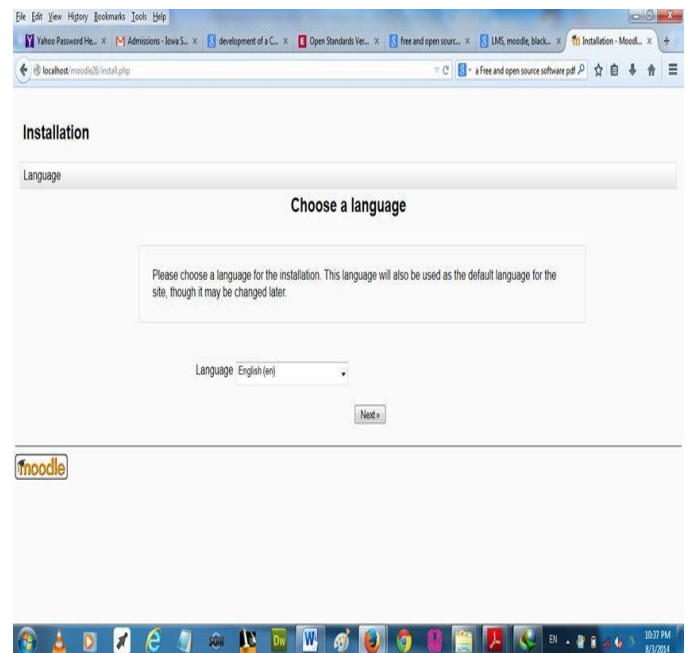 File Edit View History Bookmarks Tools Help
Yahoo Password He... × Admissions - Iowa S... × development of a C... × Open Standards Ver... × free and open sourc... × LMS, moodle, black... × Installation - Moodl... × +
localhost/moodle26/install.php a Free and open source software pdf
Installation
Language
Choose a language
Please choose a language for the installation. This language will also be used as the default language for the
site, though it may be changed later.
Language English (en)
Next »
moodle
Dw W EN 10:37 PM
8/3/2014